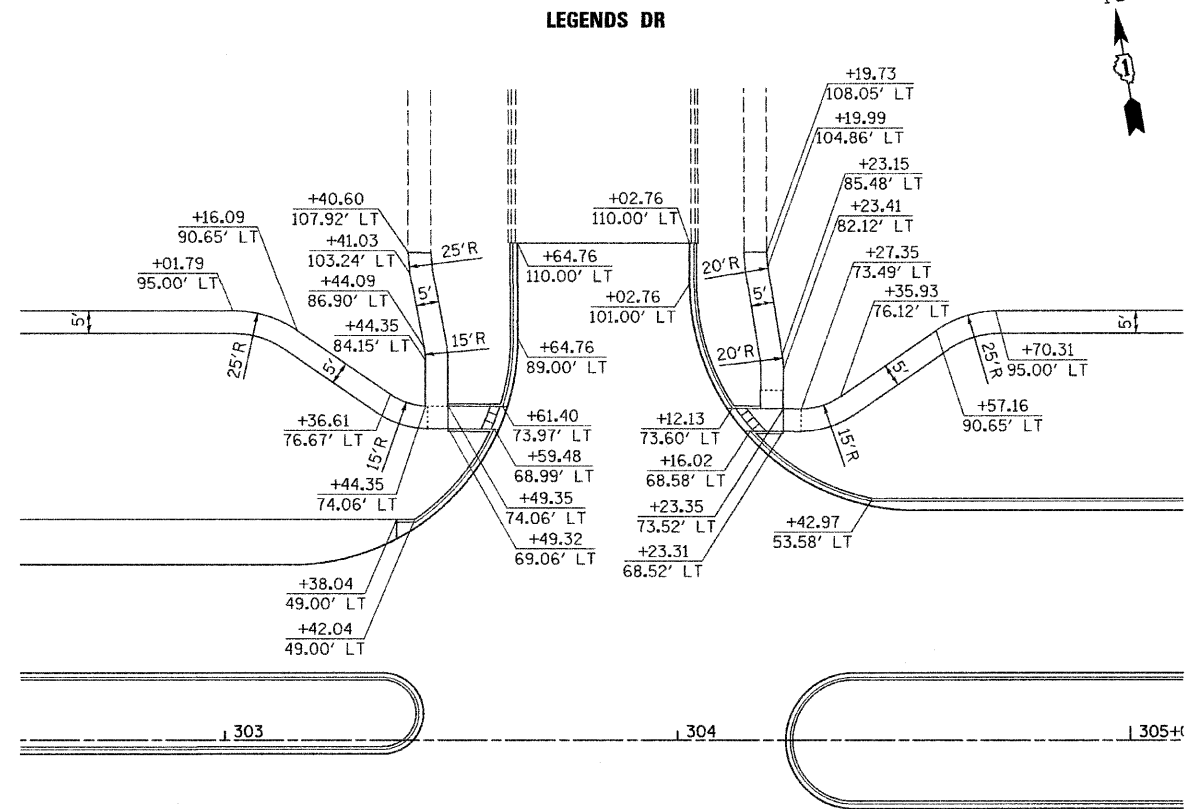 LEGENDS DR
1
+19.73
108.05' LT
+19.99
104.86' LT
+23.15
85.48' LT
+23.41
82.12' LT
+27.35
73.49' LT
+35.93
76.12' LT
+40.60
107.92' LT
+16.09
90.65' LT
+41.03
103.24' LT
+01.79
95.00' LT
+44.09
86.90' LT
+44.35
84.15' LT
25'R
5'
15'R
+02.76
110.00' LT
+64.76
110.00' LT
+02.76
101.00' LT
+64.76
89.00' LT
20'R
5'
20'R
5'
25'R
5'
15'R
5'
25'R
5'
15'R
+70.31
95.00' LT
+57.16
90.65' LT
+36.61
76.67' LT
+61.40
73.97' LT
+12.13
73.60' LT
+59.48
68.99' LT
+16.02
68.58' LT
+44.35
74.06' LT
+49.35
74.06' LT
+23.35
73.52' LT
+42.97
53.58' LT
+49.32
69.06' LT
+23.31
68.52' LT
+38.04
49.00' LT
+42.04
49.00' LT
303
304